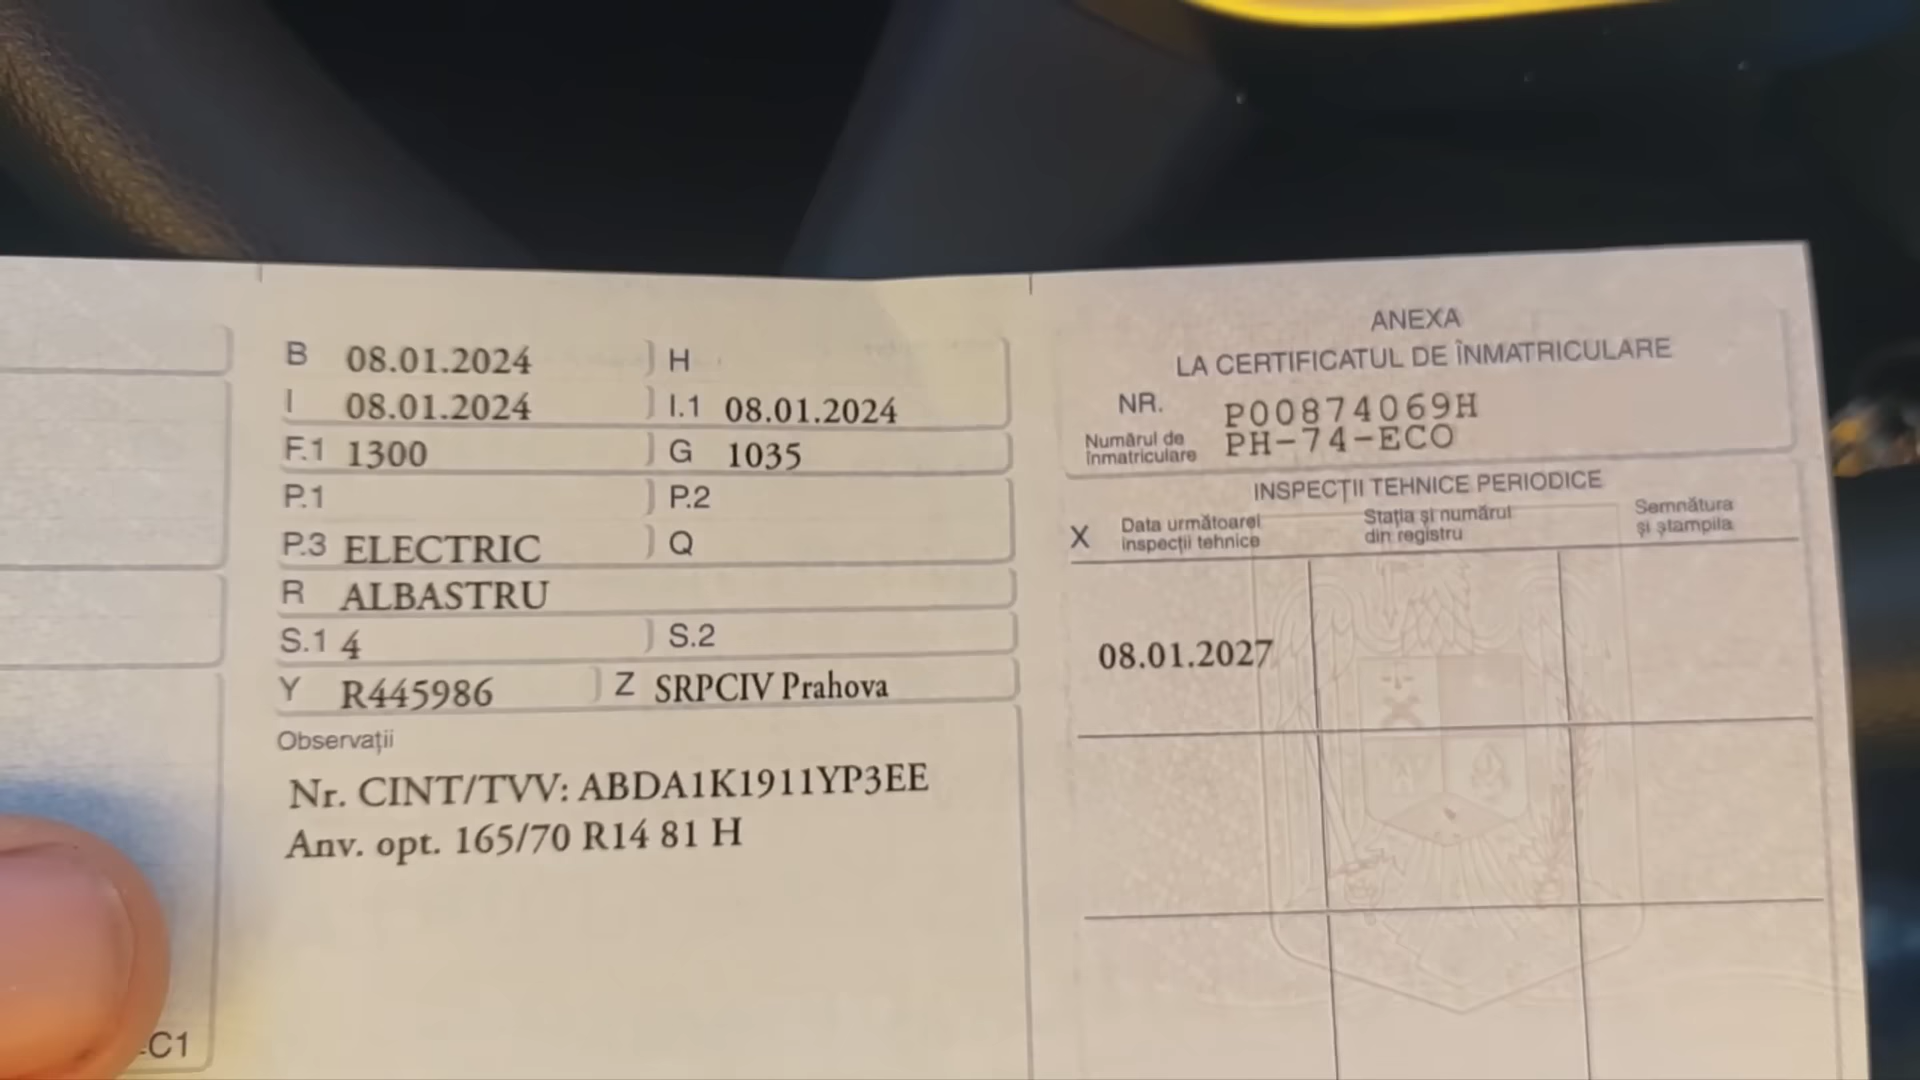 B 08.01.2024 H
I 08.01.2024 I.1 08.01.2024
F.1 1300 G 1035
P.1 P.2
P.3 ELECTRIC Q
R ALBASTRU
S.1 4 S.2
Y R445986 Z SRPCIV Prahova
Observații
Nr. CINT/TVV: ABDA1K1911YP3EE
Anv. opt. 165/70 R14 81 H
C1
ANEXA
LA CERTIFICATUL DE ÎNMATRICULARE
NR. P00874069H
Numărul de
înmatriculare PH-74-ECO
INSPECȚII TEHNICE PERIODICE
X Data următoarei
inspecții tehnice
Stația și numărul
din registru
Semnătura
și ștampila
08.01.2027